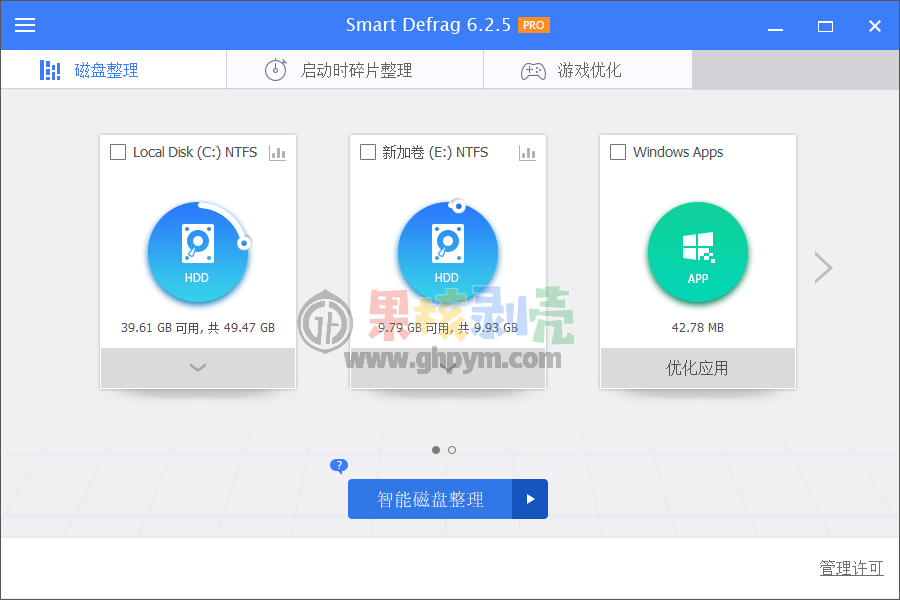 Smart Defrag 6.2.5 PRO
磁盘整理
启动时碎片整理
游戏优化
Local Disk (C:) NTFS
新加卷 (E:) NTFS
Windows Apps
HDD
HDD
APP
39.61 GB 可用, 共 49.47 GB
9.79 GB 可用, 共 9.93 GB
42.78 MB
果核剥壳
www.ghpym.com
优化应用
?
智能磁盘整理
管理许可